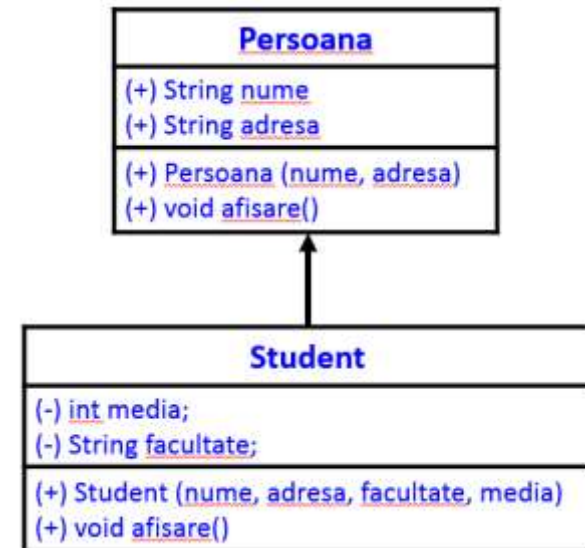 Persoana
(+) String nume
(+) String adresa
(+) Persoana (nume, adresa)
(+) void afisare()
Student
(-) int media;
(-) String facultate;
(+) Student (nume, adresa, facultate, media)
(+) void afisare()